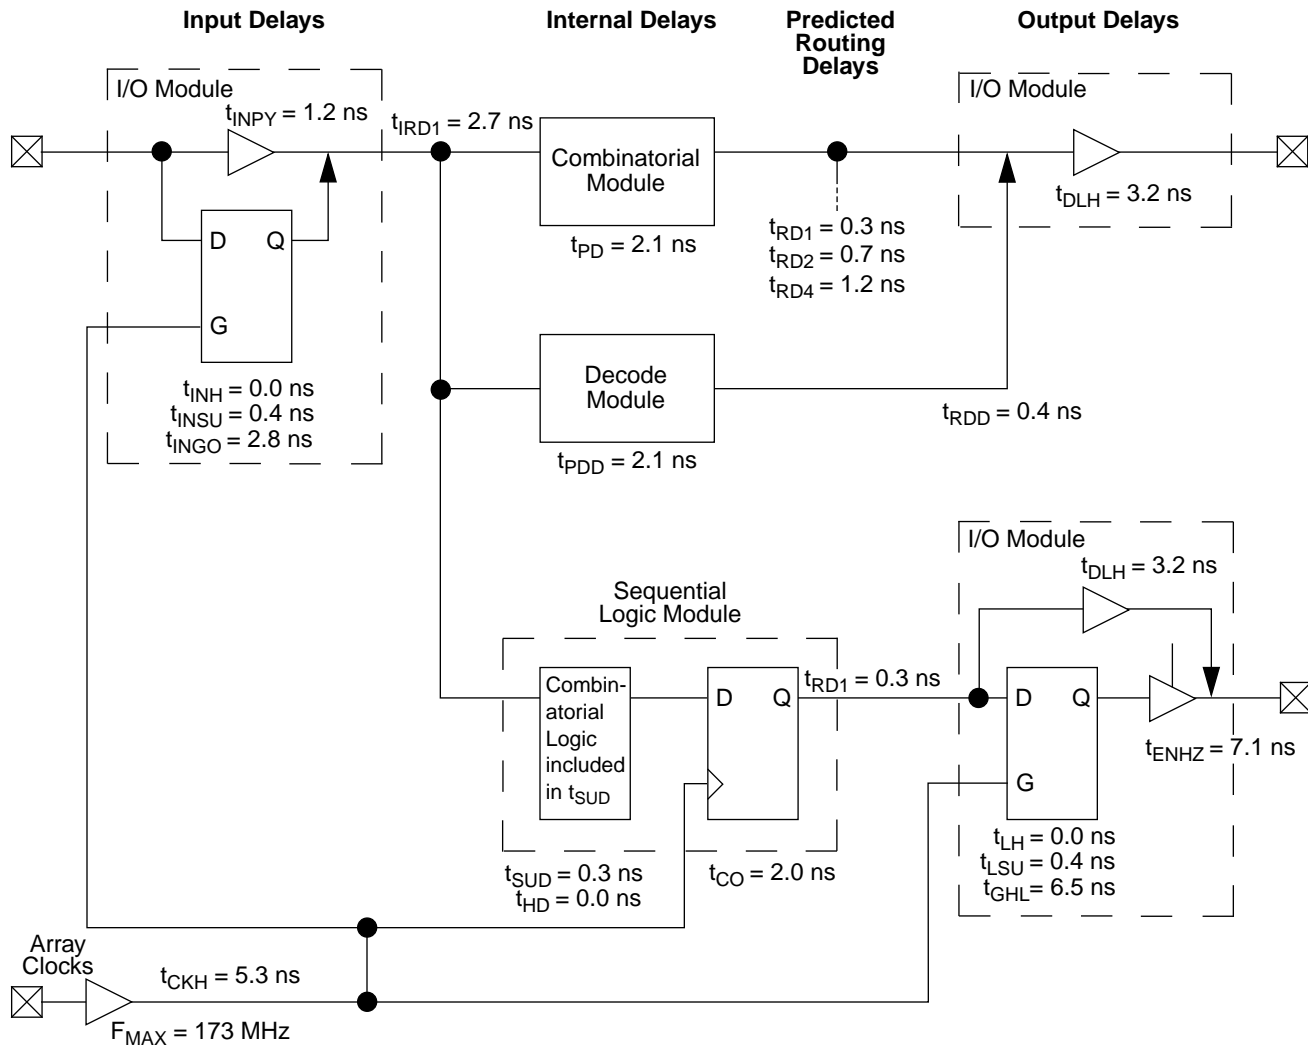 Input Delays
Internal Delays
Predicted
Routing
Delays
Output Delays
I/O Module
tINPY = 1.2 ns
tIRD1 = 2.7 ns
Combinatorial
Module
I/O Module
tDLH = 3.2 ns
D Q
G
tPD = 2.1 ns
tRD1 = 0.3 ns
tRD2 = 0.7 ns
tRD4 = 1.2 ns
tINH = 0.0 ns
tINSU = 0.4 ns
tINGO = 2.8 ns
Decode
Module
tPDD = 2.1 ns
tRDD = 0.4 ns
I/O Module
tDLH = 3.2 ns
Sequential
Logic Module
Combin-
atorial
Logic
included
in tSUD
D Q
tRD1 = 0.3 ns
D Q
G
tENHZ = 7.1 ns
tLH = 0.0 ns
tLSU = 0.4 ns
tGHL = 6.5 ns
tSUD = 0.3 ns
tHD = 0.0 ns
tCO = 2.0 ns
Array
Clocks
tCKH = 5.3 ns
FMAX = 173 MHz